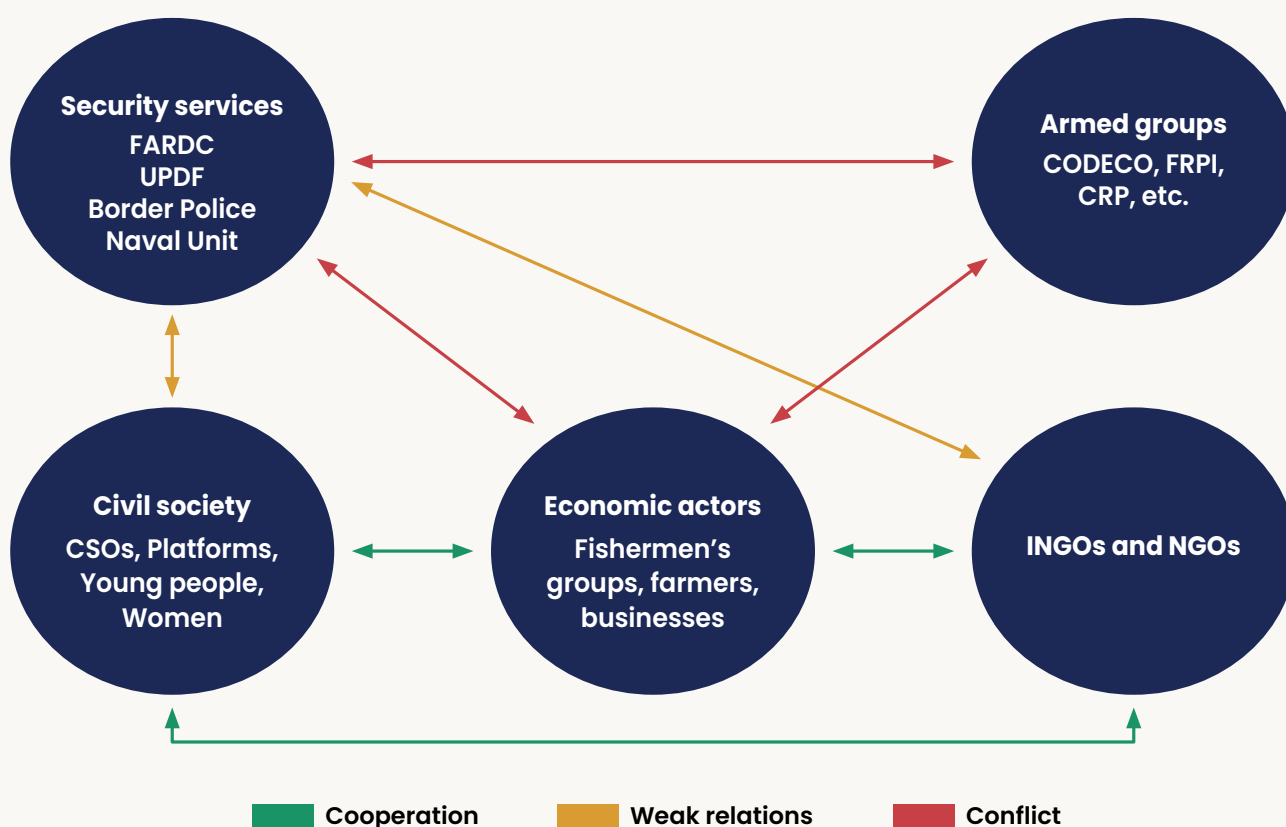 Security services
FARDC
UPDF
Border Police
Naval Unit
Armed groups
CODECO, FRPI,
CRP, etc.
Civil society
CSOs, Platforms,
Young people,
Women
Economic actors
Fishermen’s
groups, farmers,
businesses
INGOs and NGOs
Cooperation
Weak relations
Conflict